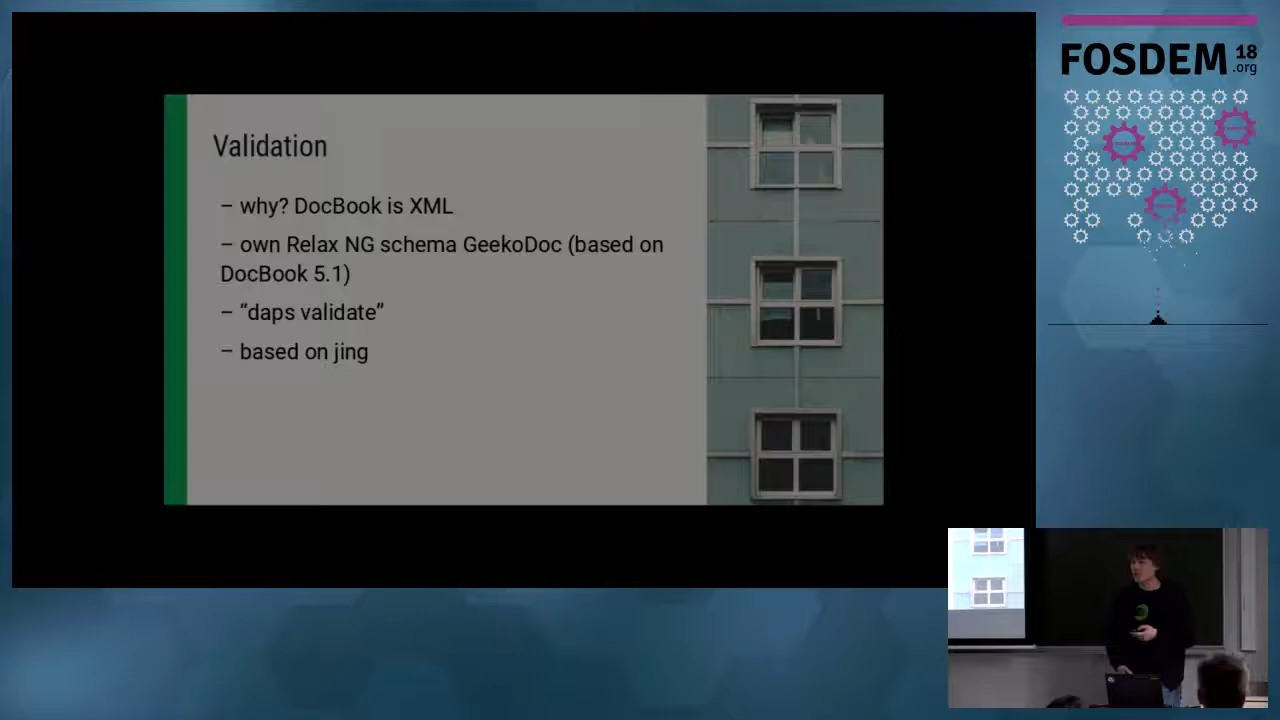 Validation
– why? DocBook is XML
– own Relax NG schema GeekoDoc (based on
DocBook 5.1)
– “daps validate”
– based on jing
FOSDEM 18
.org